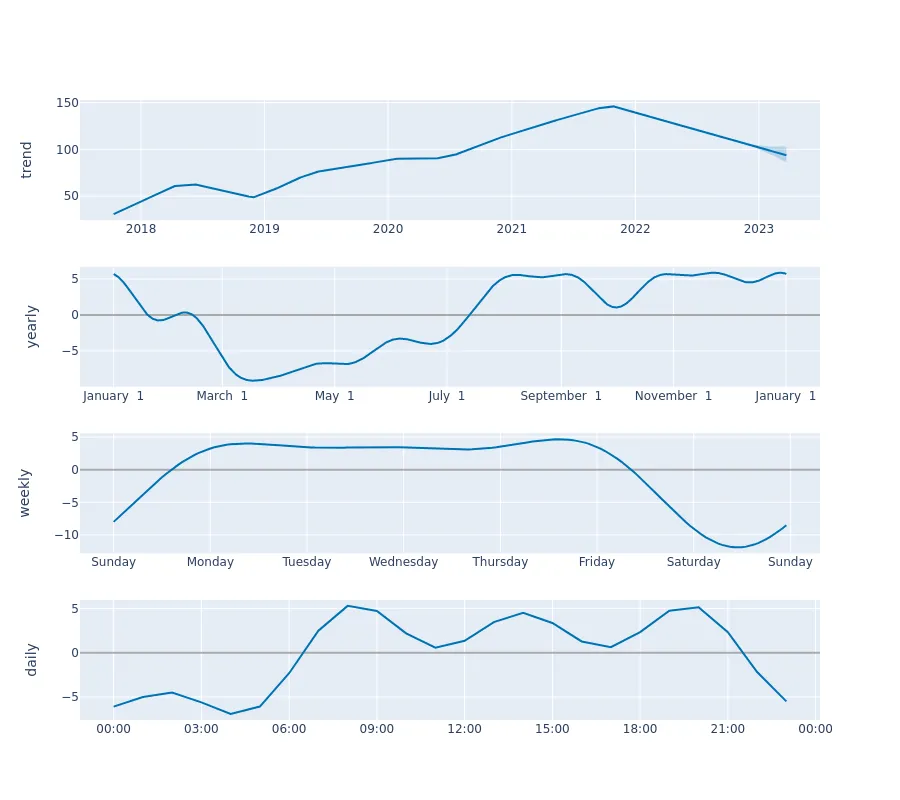 trend
150
100
50
2018 2019 2020 2021 2022 2023
yearly
5
0
−5
January 1 March 1 May 1 July 1 September 1 November 1 January 1
weekly
5
0
−5
−10
Sunday Monday Tuesday Wednesday Thursday Friday Saturday Sunday
daily
5
0
−5
00:00 03:00 06:00 09:00 12:00 15:00 18:00 21:00 00:00